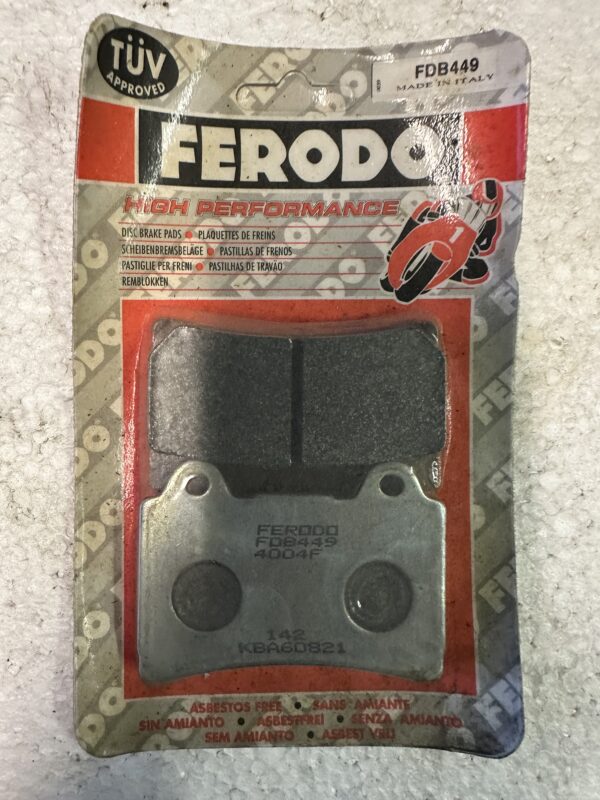 TÜV
APPROVED
FDB449
MADE IN ITALY
FERODO
HIGH PERFORMANCE
DISC BRAKE PADS • PLAQUETTES DE FREINS
SCHEIBENBREMSBELÄGE • PASTILLAS DE FRENOS
PASTIGLIE PER FRENI • PASTILHAS DE TRAVÃO
REMBLOKKEN
1
FERODO
FDB449
4004F
142
KBA60821
ASBESTOS FREE • SANS AMIANTE
SIN AMIANTO • ASBESTFREI • SENZA AMIANTO
SEM AMIANTO • ASBEST VRIJ